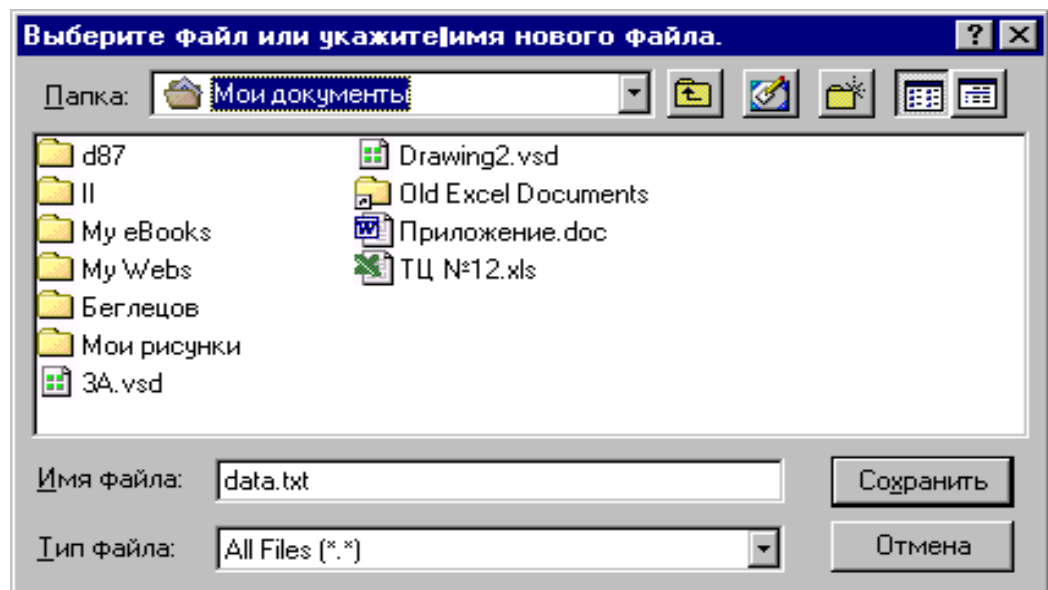 Выберите файл или укажите имя нового файла.
Папка: Мои документы
d87
II
My eBooks
My Webs
Беглецов
Мои рисунки
3A.vsd
Drawing2.vsd
Old Excel Documents
Приложение.doc
ТЦ №12.xls
Имя файла: data.txt
Сохранить
Тип файла: All Files (*.*)
Отмена